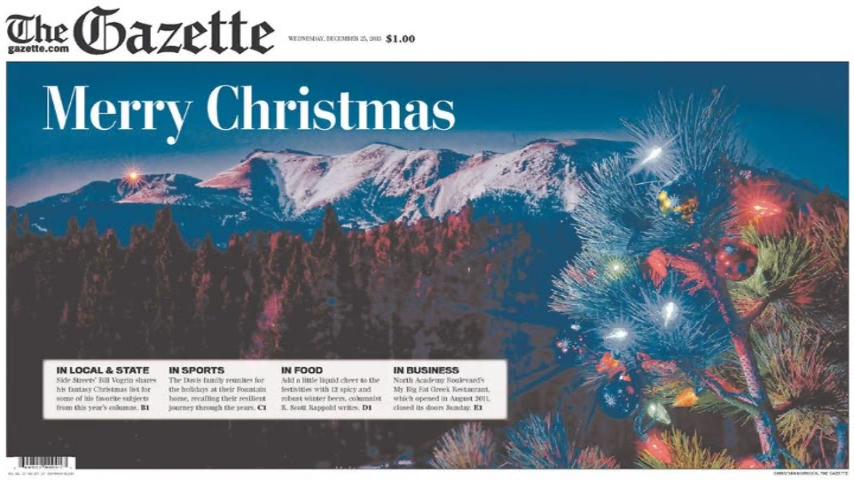 The Gazette
gazette.com
WEDNESDAY, DECEMBER 25, 2013 $1.00
Merry Christmas
IN LOCAL & STATE
Side Streets' Bill Vogrin shares
his fantasy Christmas list for
some of his favorite subjects
from this year's columns. B1
IN SPORTS
The Davis family reunites for
the holidays at their Fountain
home, recalling their resilient
journey through the years. C1
IN FOOD
Add a little liquid cheer to the
festivities with 12 spicy and
robust winter beers, columnist
R. Scott Rappold writes. D1
IN BUSINESS
North Academy Boulevard's
My Big Fat Greek Restaurant,
which opened in August 2011,
closed its doors Sunday. E1
THE GAZETTE